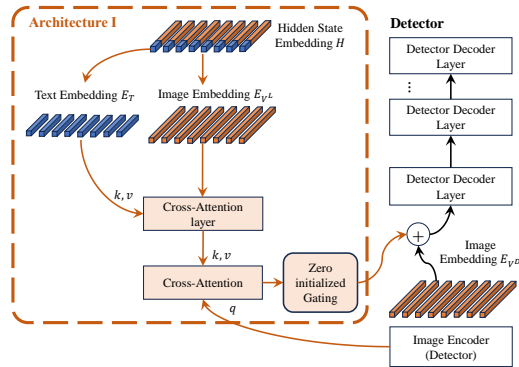 Architecture I
Hidden State
Embedding H
Detector
Detector Decoder
Layer
...
Text Embedding E_T
Image Embedding E_{V^L}
Detector Decoder
Layer
k, v
Cross-Attention
layer
Detector Decoder
Layer
k, v
+
Cross-Attention
Zero
initialized
Gating
Image
Embedding E_{V^D}
q
Image Encoder
(Detector)